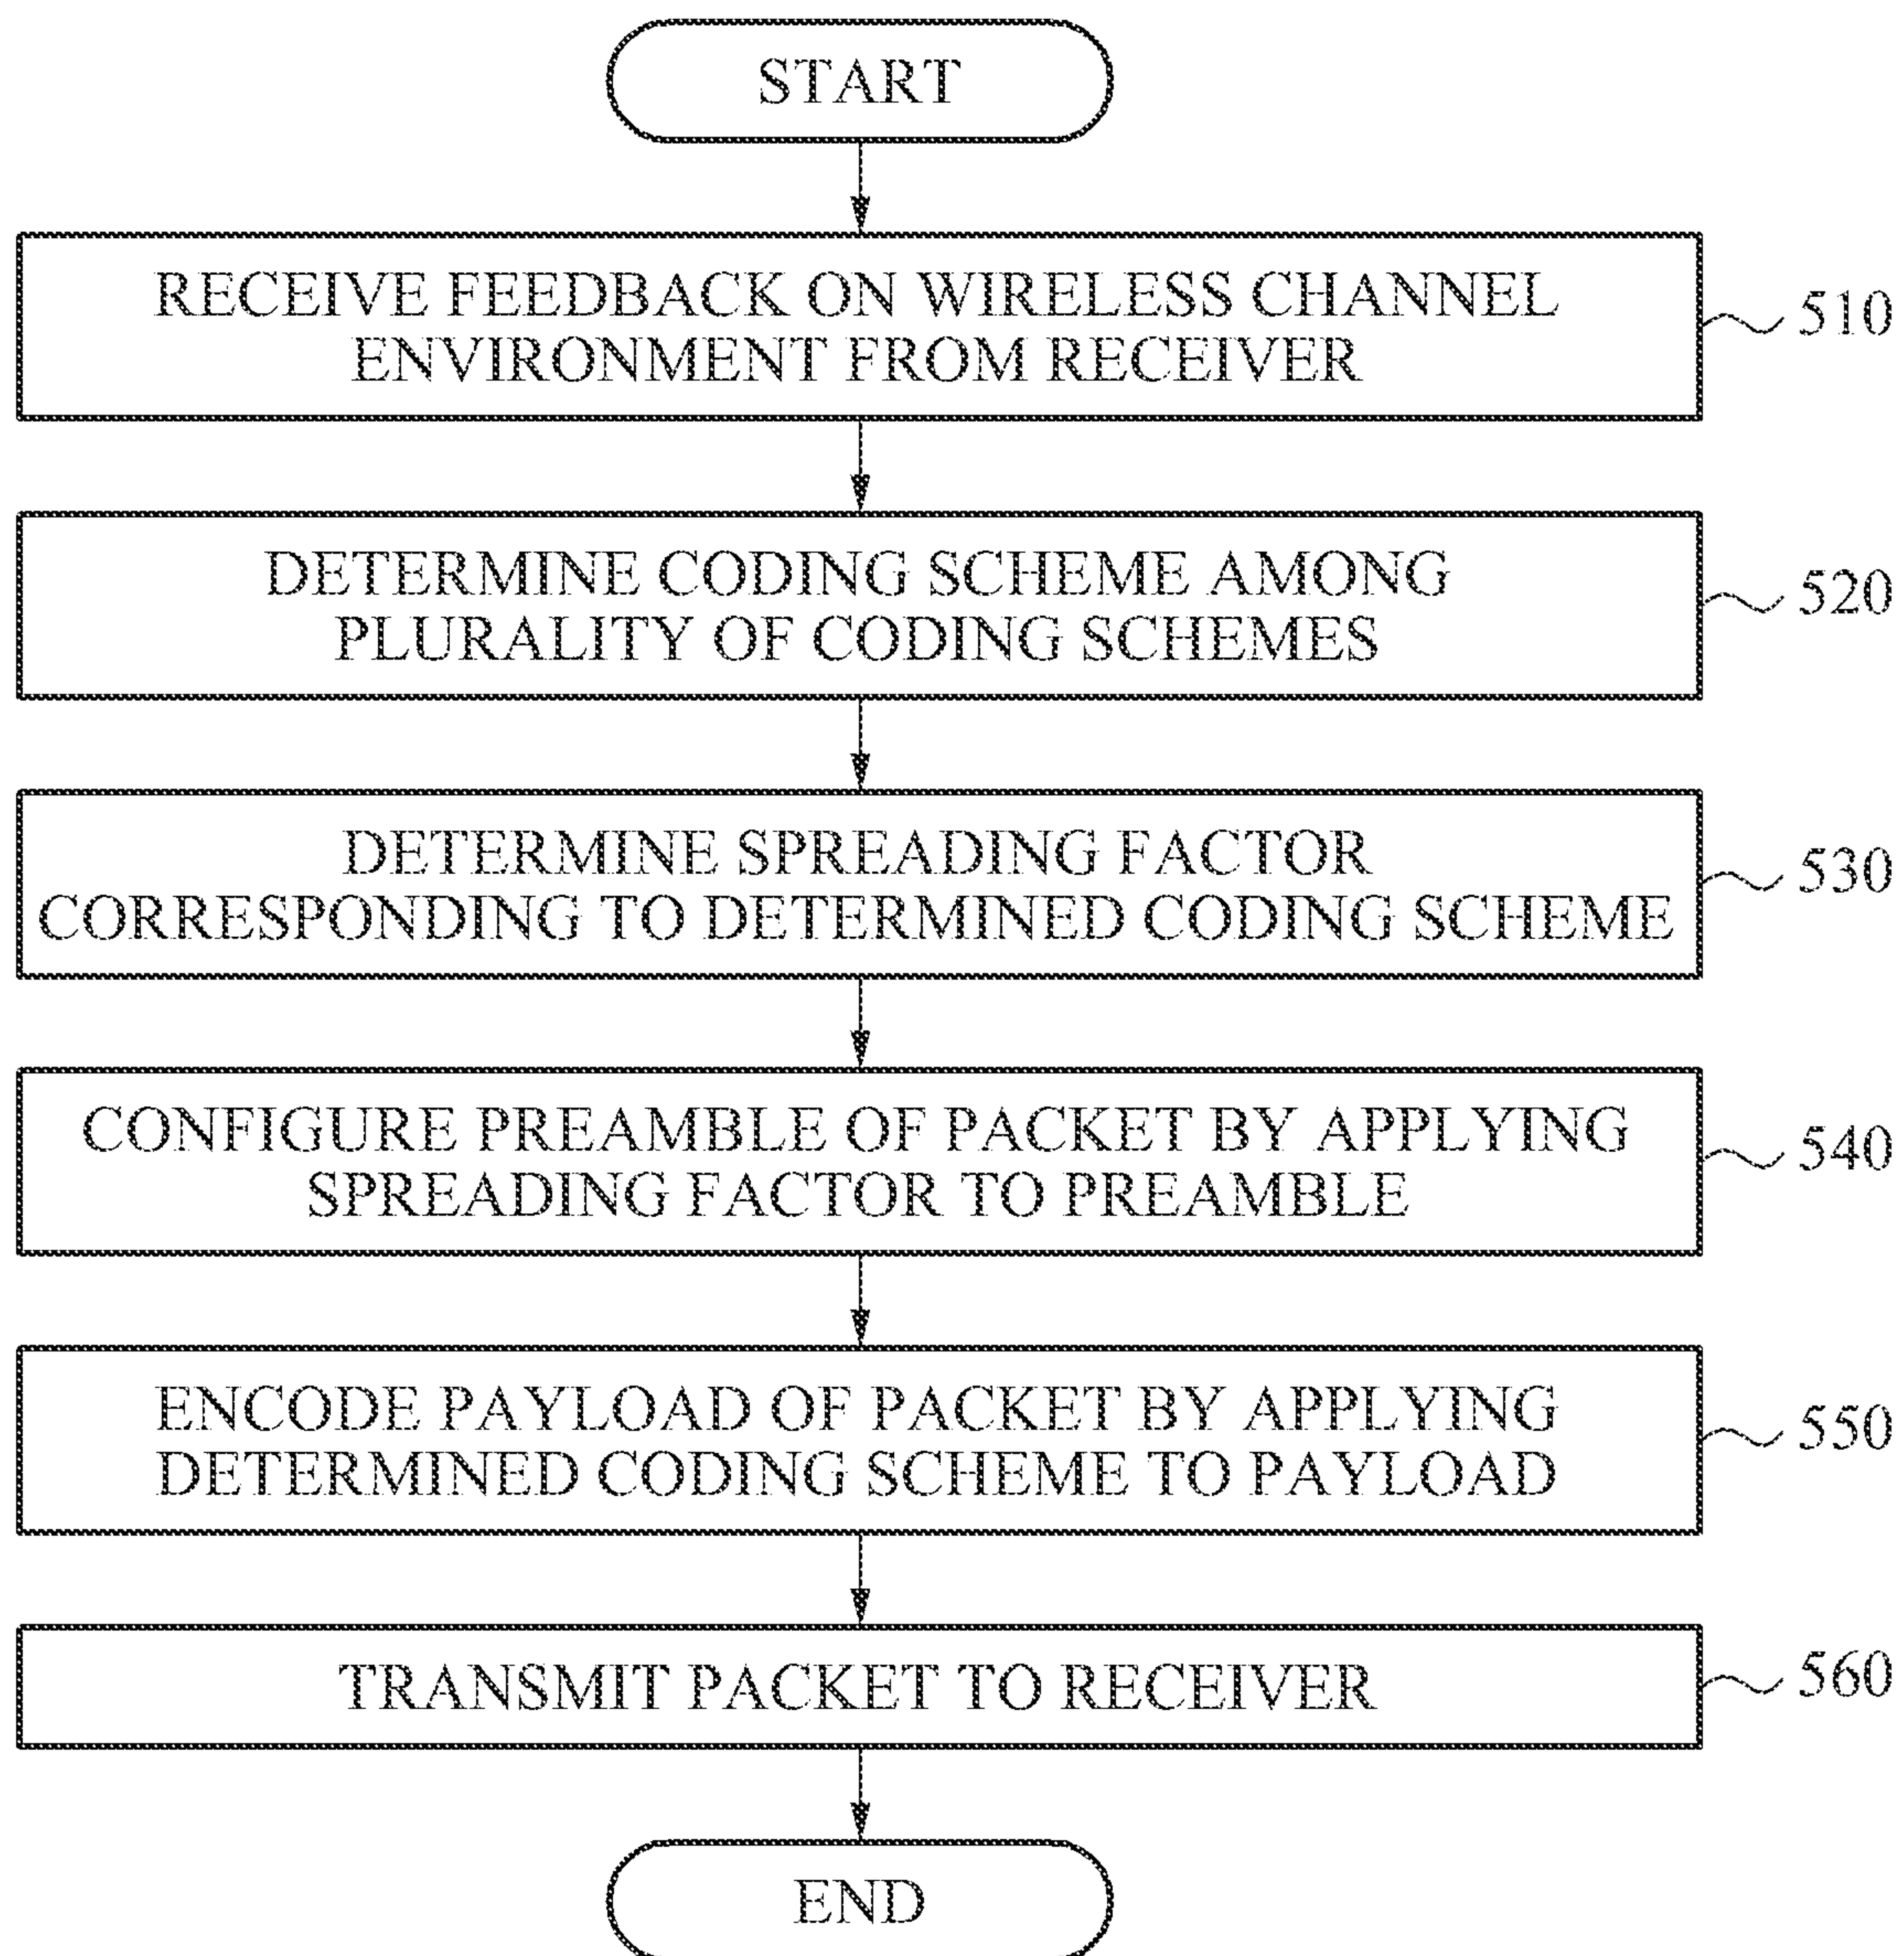 START
RECEIVE FEEDBACK ON WIRELESS CHANNEL
ENVIRONMENT FROM RECEIVER
510
DETERMINE CODING SCHEME AMONG
PLURALITY OF CODING SCHEMES
520
DETERMINE SPREADING FACTOR
CORRESPONDING TO DETERMINED CODING SCHEME
530
CONFIGURE PREAMBLE OF PACKET BY APPLYING
SPREADING FACTOR TO PREAMBLE
540
ENCODE PAYLOAD OF PACKET BY APPLYING
DETERMINED CODING SCHEME TO PAYLOAD
550
TRANSMIT PACKET TO RECEIVER
560
END